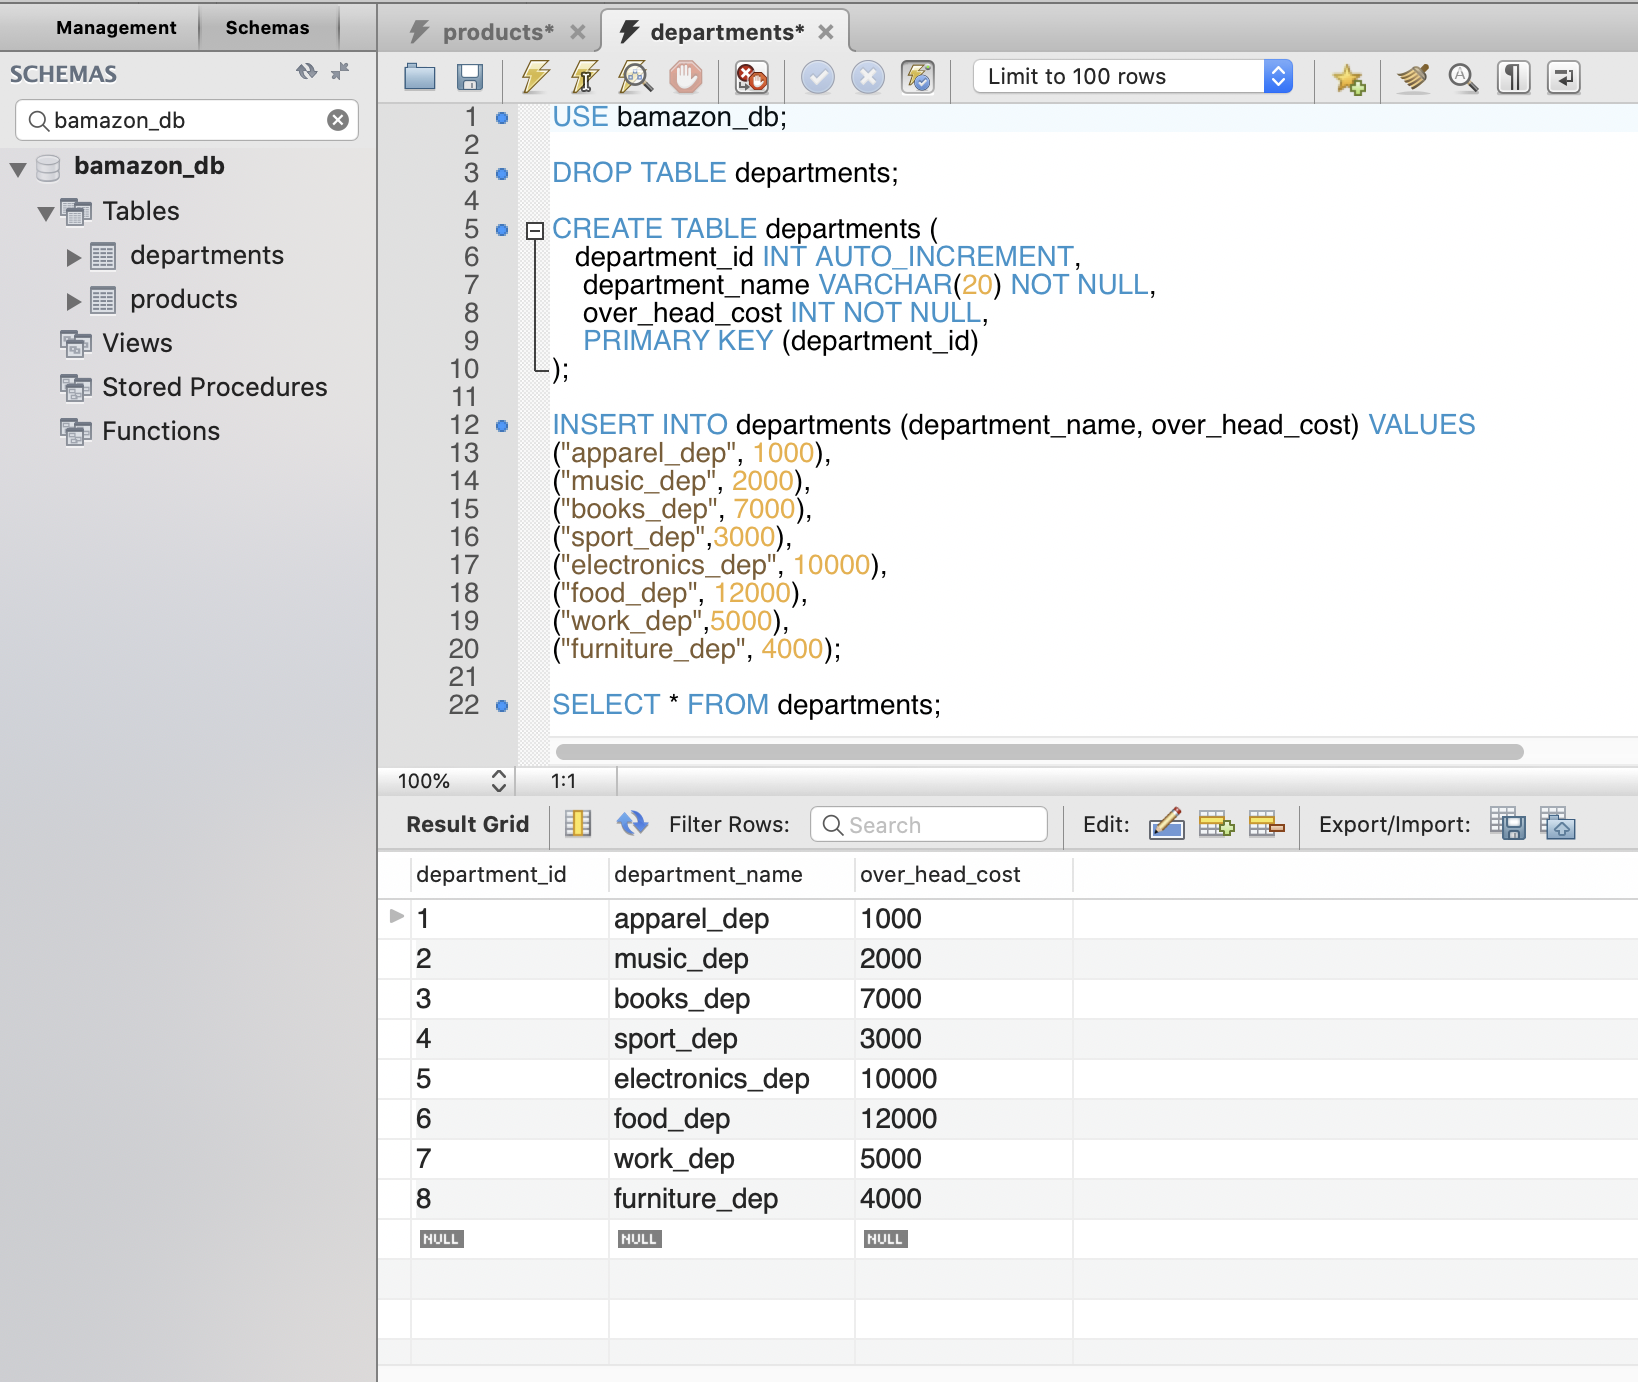 Management Schemas
SCHEMAS
bamazon_db
bamazon_db
Tables
departments
products
Views
Stored Procedures
Functions
products* departments*
Limit to 100 rows
1 USE bamazon_db;
2
3 DROP TABLE departments;
4
5 CREATE TABLE departments (
6 department_id INT AUTO_INCREMENT,
7 department_name VARCHAR(20) NOT NULL,
8 over_head_cost INT NOT NULL,
9 PRIMARY KEY (department_id)
10 );
11
12 INSERT INTO departments (department_name, over_head_cost) VALUES
13 ("apparel_dep", 1000),
14 ("music_dep", 2000),
15 ("books_dep", 7000),
16 ("sport_dep",3000),
17 ("electronics_dep", 10000),
18 ("food_dep", 12000),
19 ("work_dep",5000),
20 ("furniture_dep", 4000);
21
22 SELECT * FROM departments;
100% 1:1
Result Grid Filter Rows: Search Edit: Export/Import:
department_id department_name over_head_cost
1 apparel_dep 1000
2 music_dep 2000
3 books_dep 7000
4 sport_dep 3000
5 electronics_dep 10000
6 food_dep 12000
7 work_dep 5000
8 furniture_dep 4000
NULL NULL NULL